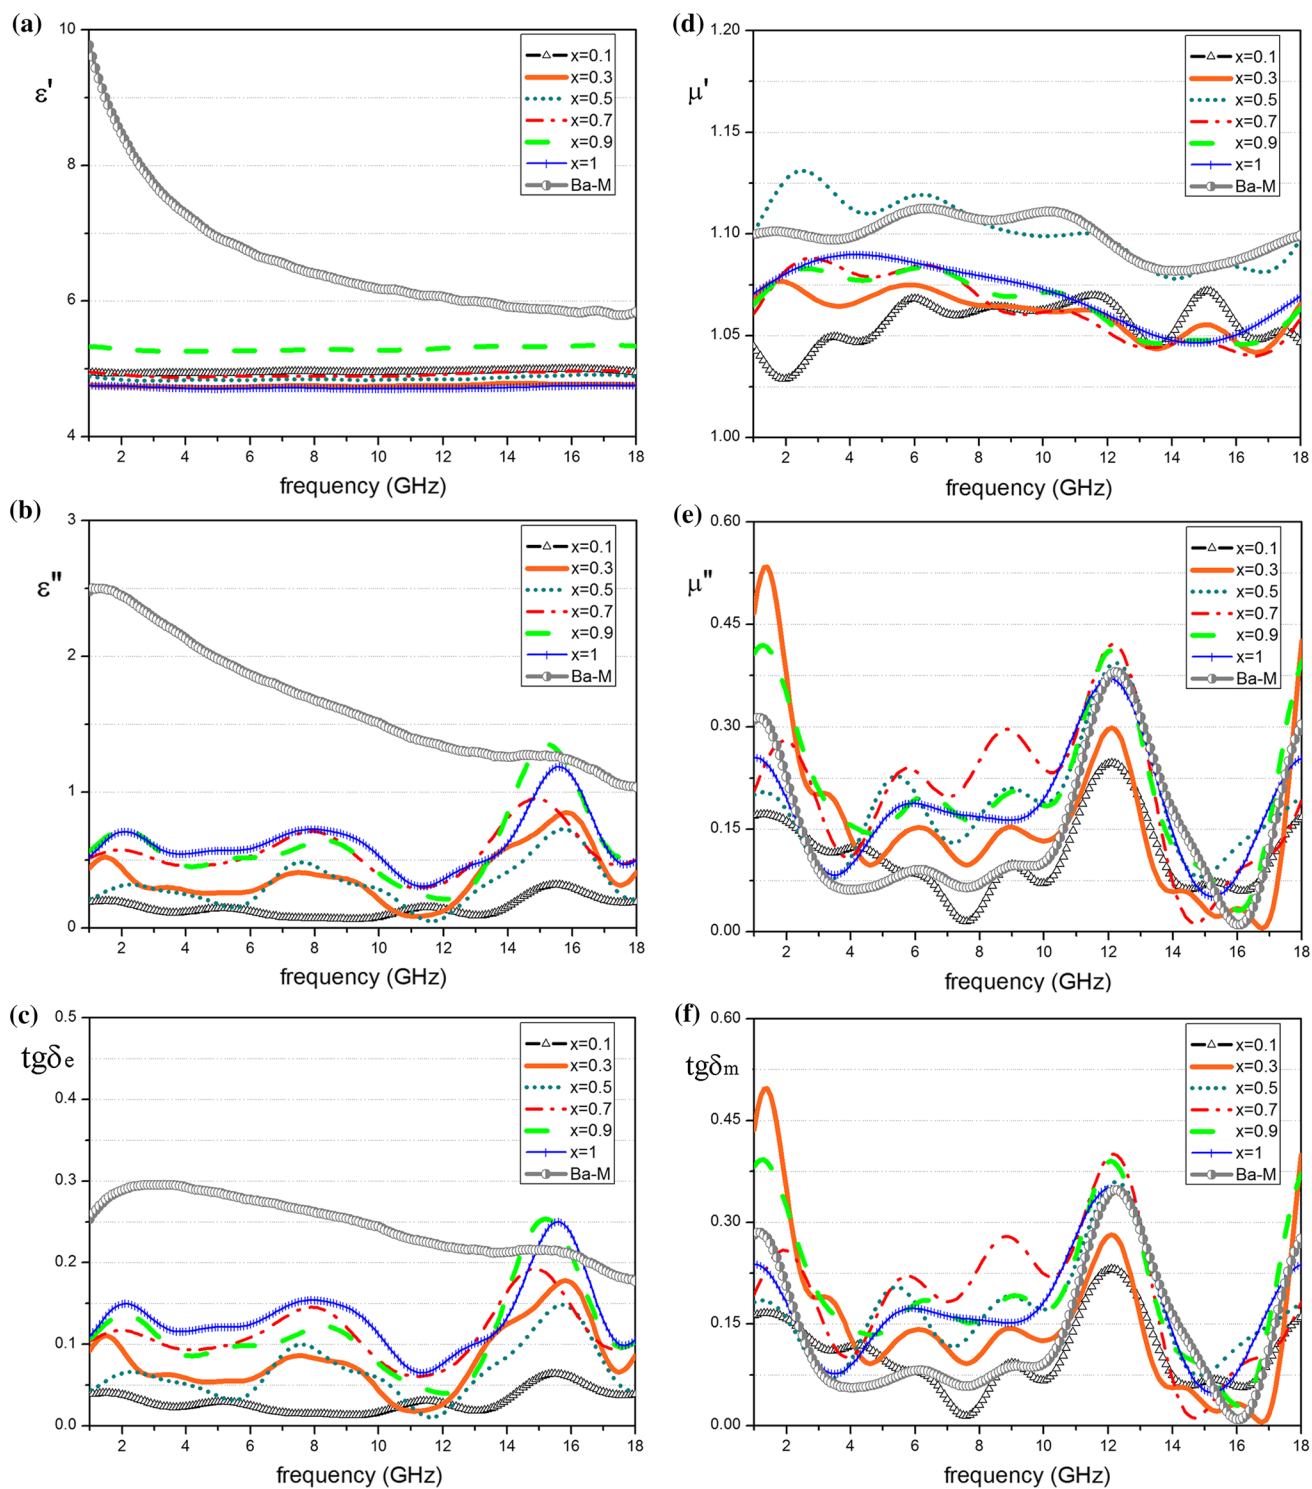 (a)
10
8
6
4
ε'
x=0.1
x=0.3
x=0.5
x=0.7
x=0.9
x=1
Ba-M
2 4 6 8 10 12 14 16 18
frequency (GHz)
(d)
1.20
1.15
1.10
1.05
1.00
μ'
x=0.1
x=0.3
x=0.5
x=0.7
x=0.9
x=1
Ba-M
2 4 6 8 10 12 14 16 18
frequency (GHz)
(b)
3
2
1
0
ε"
x=0.1
x=0.3
x=0.5
x=0.7
x=0.9
x=1
Ba-M
2 4 6 8 10 12 14 16 18
frequency (GHz)
(e)
0.60
0.45
0.30
0.15
0.00
μ"
x=0.1
x=0.3
x=0.5
x=0.7
x=0.9
x=1
Ba-M
2 4 6 8 10 12 14 16 18
frequency (GHz)
(c)
0.5
0.4
0.3
0.2
0.1
0.0
tgδe
x=0.1
x=0.3
x=0.5
x=0.7
x=0.9
x=1
Ba-M
2 4 6 8 10 12 14 16 18
frequency (GHz)
(f)
0.60
0.45
0.30
0.15
0.00
tgδm
x=0.1
x=0.3
x=0.5
x=0.7
x=0.9
x=1
Ba-M
2 4 6 8 10 12 14 16 18
frequency (GHz)